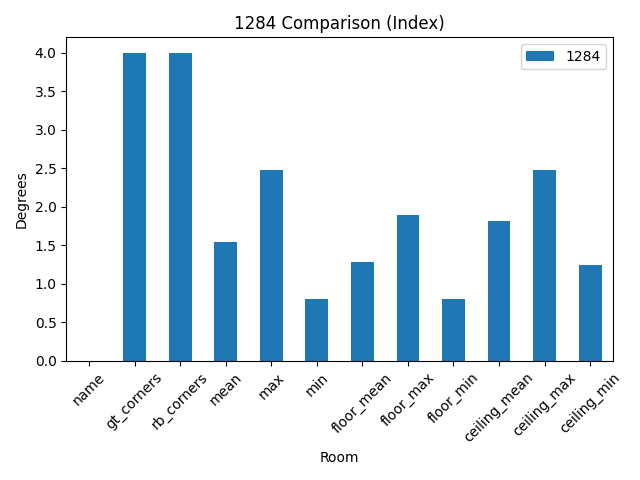 1284 Comparison (Index)
1284
Degrees
4.0
3.5
3.0
2.5
2.0
1.5
1.0
0.5
0.0
name
gt_corners
rb_corners
mean
max
min
floor_mean
floor_max
floor_min
ceiling_mean
ceiling_max
ceiling_min
Room